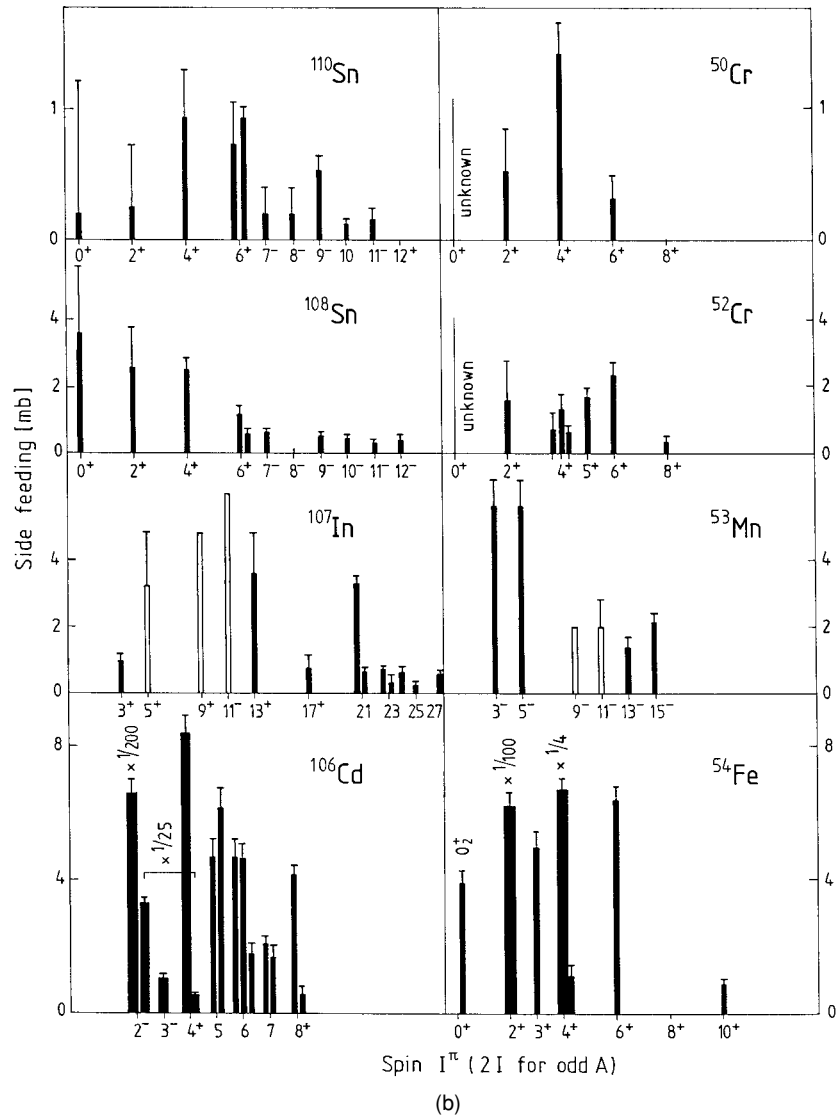 ¹¹⁰Sn
⁵⁰Cr
1
1
unknown
0
0
0⁺ 2⁺ 4⁺ 6⁺ 7⁻ 8⁻ 9⁻ 10 11⁻ 12⁺
0⁺ 2⁺ 4⁺ 6⁺ 8⁺
¹⁰⁸Sn
⁵²Cr
4
4
2
2
unknown
0
0
0⁺ 2⁺ 4⁺ 6⁺ 7⁻ 8⁻ 9⁻ 10⁻ 11⁻ 12⁻
0⁺ 2⁺ 4⁺ 5⁺ 6⁺ 8⁺
Side feeding [mb]
¹⁰⁷In
⁵³Mn
4
4
2
2
0
0
3⁺ 5⁺ 9⁺ 11⁻ 13⁺ 17⁺ 21 23 25 27
3⁻ 5⁻ 9⁻ 11⁻ 13⁻ 15⁻
¹⁰⁶Cd
⁵⁴Fe
8
8
× 1/200
× 1/25
0₂⁺
× 1/100
× 1/4
4
4
0
0
2⁻ 3⁻ 4⁺ 5 6 7 8⁺
0⁺ 2⁺ 3⁺ 4⁺ 6⁺ 8⁺ 10⁺
Spin I^π (2I for odd A)
(b)